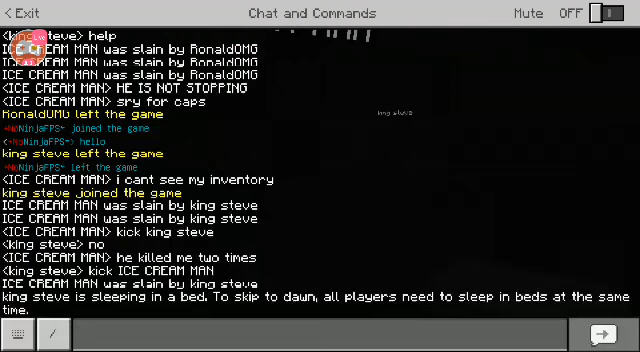 Exit
Chat and Commands
Mute OFF
<king steve> help
ICE CREAM MAN was slain by RonaldOMG
ICE CREAM MAN was slain by RonaldOMG
ICE CREAM MAN was slain by RonaldOMG
<ICE CREAM MAN> HE IS NOT STOPPING
<ICE CREAM MAN> sry for caps
RonaldOMG left the game
NinjaFPS joined the game
hello
king steve left the game
NinjaFPS left the game
<ICE CREAM MAN> i cant see my inventory
king steve joined the game
ICE CREAM MAN was slain by king steve
ICE CREAM MAN was slain by king steve
<ICE CREAM MAN> kick king steve
<king steve> no
<ICE CREAM MAN> he killed me two times
<king steve> kick ICE CREAM MAN
ICE CREAM MAN was slain by king steve
king steve is sleeping in a bed. To skip to dawn, all players need to sleep in beds at the same
time.
king steve
/